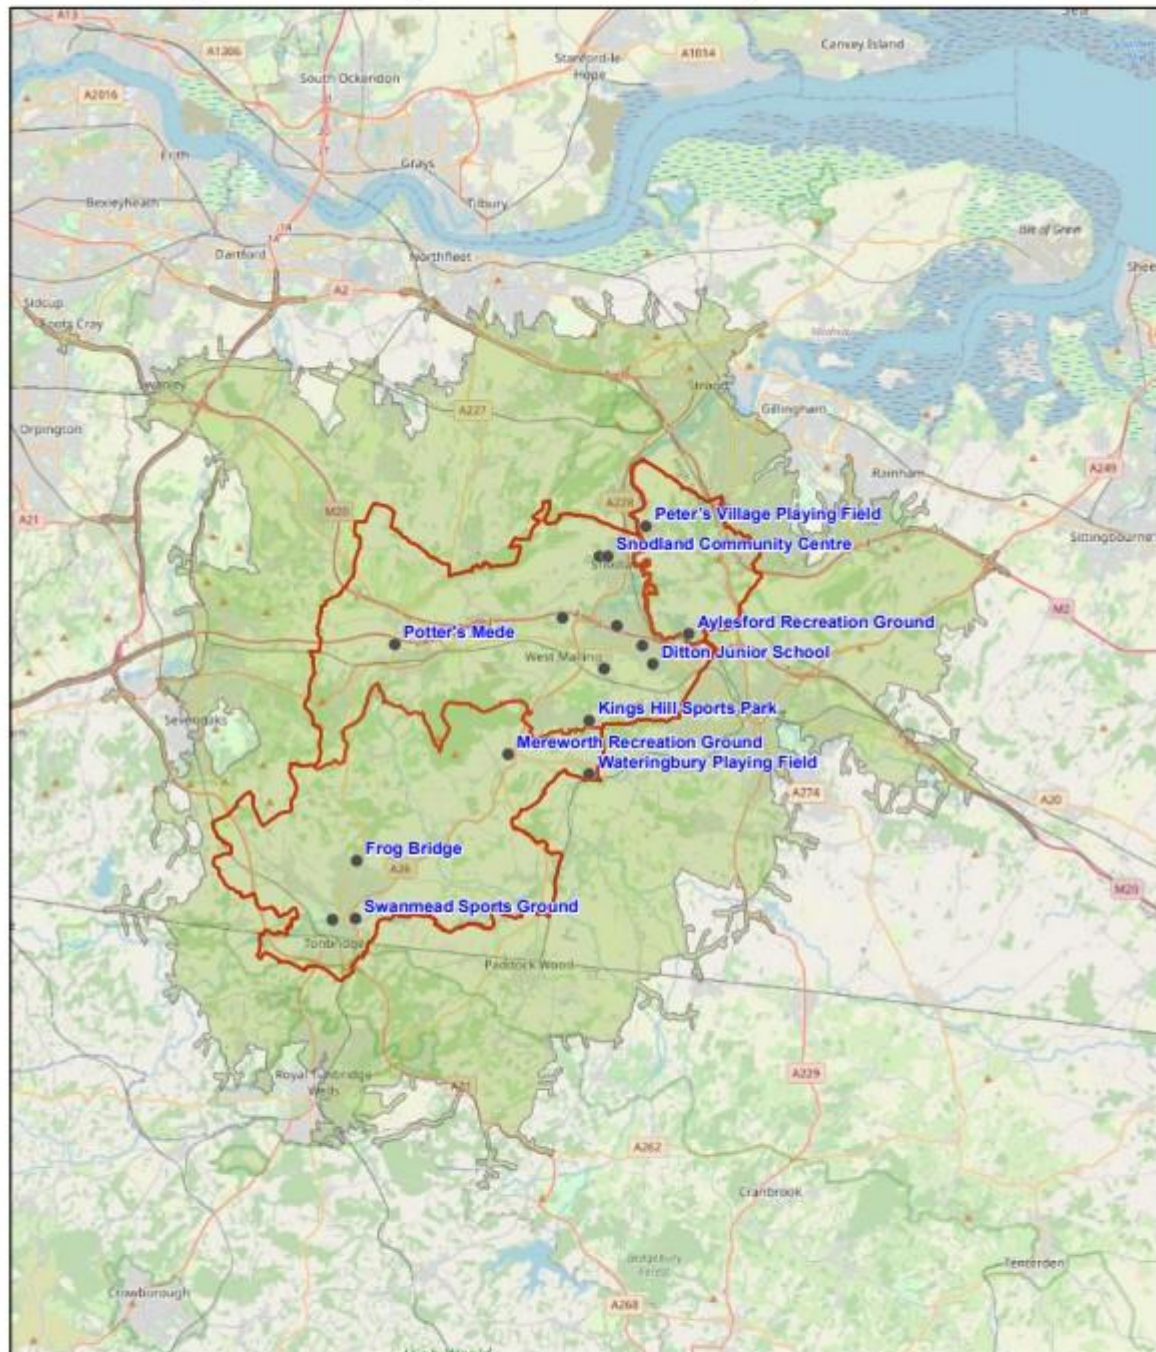 A13
A1306
Stanford-le
Hope
A1014
Canvey Island
South Ockendon
A2016
Erith
Grays
Bexleyheath
Tilbury
Isle of Grain
Dartford
Northfleet
A2
Sidcup
Foots Cray
Swanley
Strood
A227
Gillingham
Orpington
Rainham
A249
A21
M20
A228
Peter's Village Playing Field
Sittingbourne
Snodland Community Centre
M2
Aylesford Recreation Ground
Potter's Mede
Ditton Junior School
West Malling
Kings Hill Sports Park
Sevenoaks
Mereworth Recreation Ground
Wateringbury Playing Field
A274
A20
Frog Bridge
A26
M20
Swanmead Sports Ground
Tonbridge
Paddock Wood
Royal Tunbridge
Wells
A21
A229
A262
Cranbrook
Tenterden
Crowborough
A268